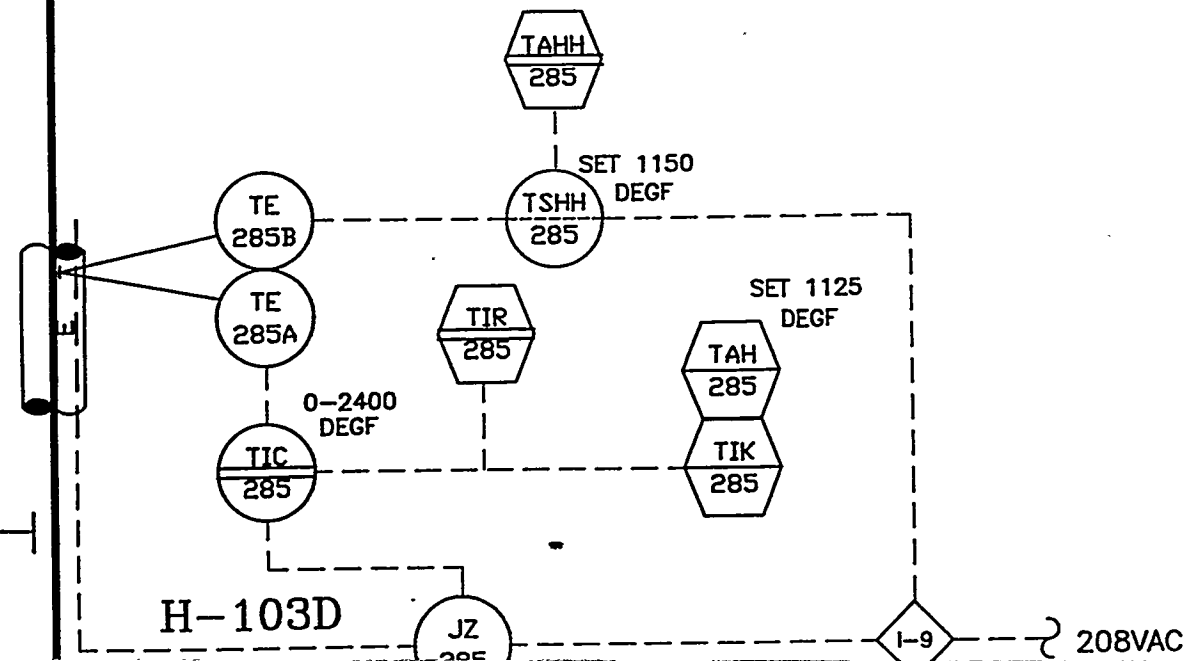 TAHH
285
SET 1150
DEGF
TE
285B
TSHH
285
TE
285A
SET 1125
DEGF
TIR
285
TAH
285
0-2400
DEGF
TIC
285
TIK
285
E
H-103D
JZ
285
I-9
208VAC